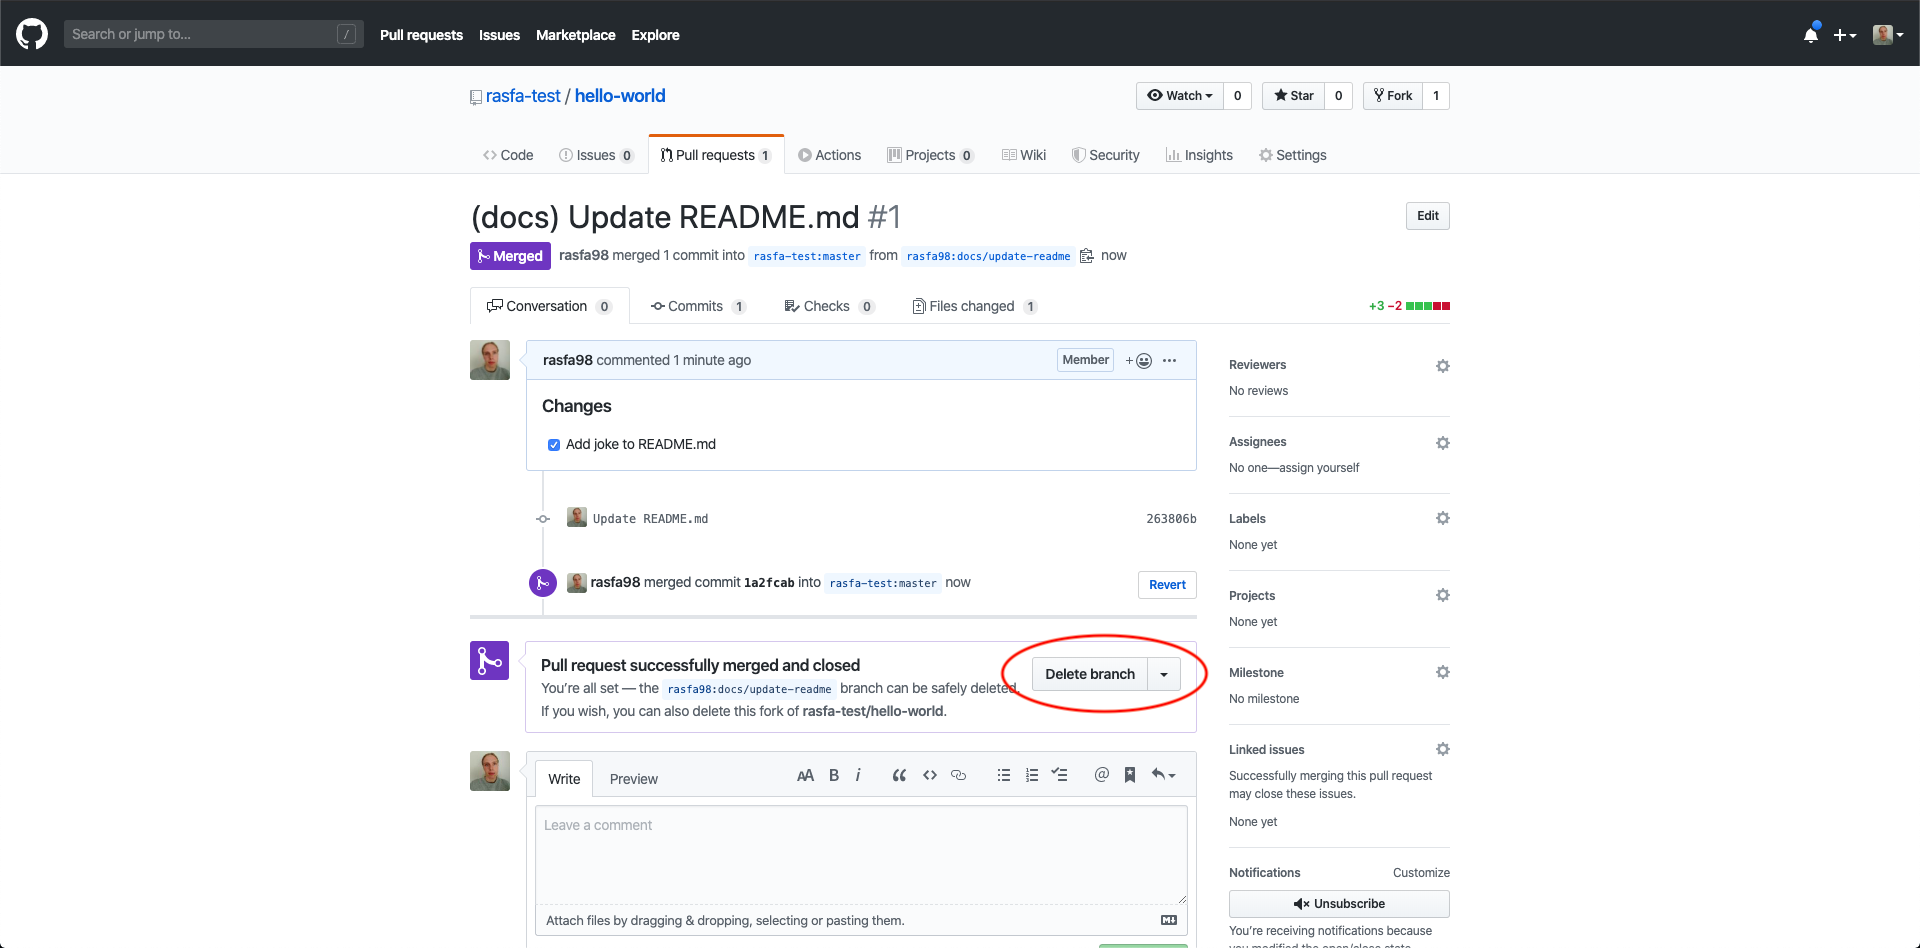 Search or jump to...
/
Pull requests Issues Marketplace Explore
rasfa-test / hello-world
Watch 0 Star 0 Fork 1
Code Issues 0 Pull requests 1 Actions Projects 0 Wiki Security Insights Settings
(docs) Update README.md #1
Edit
Merged rasfa98 merged 1 commit into rasfa-test:master from rasfa98:docs/update-readme now
Conversation 0 Commits 1 Checks 0 Files changed 1
+3 −2
rasfa98 commented 1 minute ago
Member
Changes
Add joke to README.md
Update README.md 263806b
rasfa98 merged commit 1a2fcab into rasfa-test:master now
Revert
Pull request successfully merged and closed
You’re all set — the rasfa98:docs/update-readme branch can be safely deleted.
If you wish, you can also delete this fork of rasfa-test/hello-world.
Delete branch
Write Preview
AA B i
Leave a comment
Attach files by dragging & dropping, selecting or pasting them.
Reviewers
No reviews
Assignees
No one—assign yourself
Labels
None yet
Projects
None yet
Milestone
No milestone
Linked issues
Successfully merging this pull request
may close these issues.
None yet
Notifications Customize
Unsubscribe
You’re receiving notifications because
you modified the open/close state.